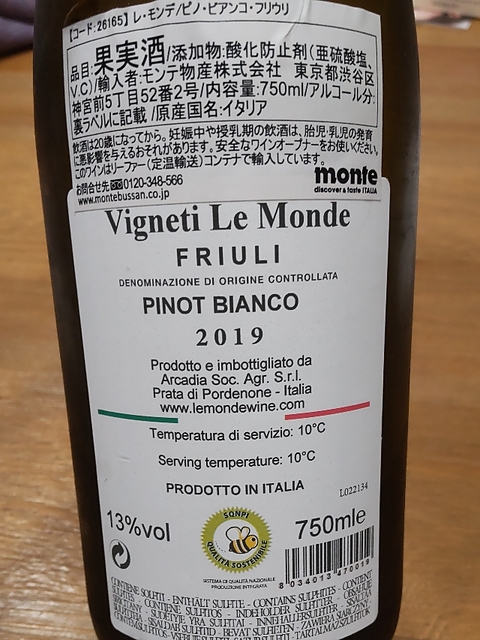 【コード:26165】レ・モンデ/ピノ・ビアンコ・フリウリ
品目:果実酒/添加物:酸化防止剤(亜硫酸塩、
V.C)/輸入者:モンテ物産株式会社 東京都渋谷区
神宮前5丁目52番2号/内容量:750ml/アルコール分:
裏ラベルに記載/原産国名:イタリア
飲酒は20歳になってから。妊娠中や授乳期の飲酒は、胎児・乳児の発育
に悪影響を与えるおそれがあります。安全なワインオープナーをお使いください。
このワインはリーファー(定温輸送)コンテナで輸入しています。
お問合せ先 0120-348-566
www.montebussan.co.jp
monte
discover & taste ITALIA
Vigneti Le Monde
FRIULI
DENOMINAZIONE DI ORIGINE CONTROLLATA
PINOT BIANCO
2019
Prodotto e imbottigliato da
Arcadia Soc. Agr. S.r.l.
Prata di Pordenone - Italia
www.lemondewine.com
Temperatura di servizio: 10°C
Serving temperature: 10°C
PRODOTTO IN ITALIA
L022134
13%vol
SQNPI
QUALITÀ SOSTENIBILE
750mle
SISTEMA DI QUALITÀ NAZIONALE
PRODUZIONE INTEGRATA
8 034013 470019
CONTIENE SOLFITI - ENTHÄLT SULFITE - CONTAINS SULPHITES - CONTIENT